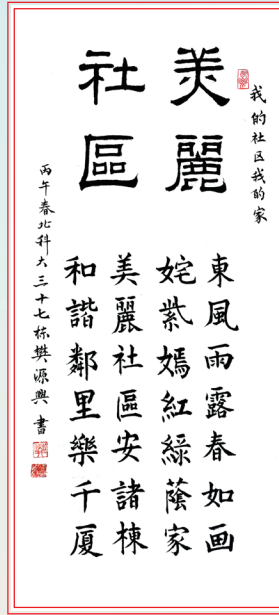 我的社区我的家
美麗
社區
東風雨露春如画
姹紫嫣紅綠蔭家
美麗社區安諸棟
和諧鄰里樂千厦
丙午春北科大三十七栋樊源興書